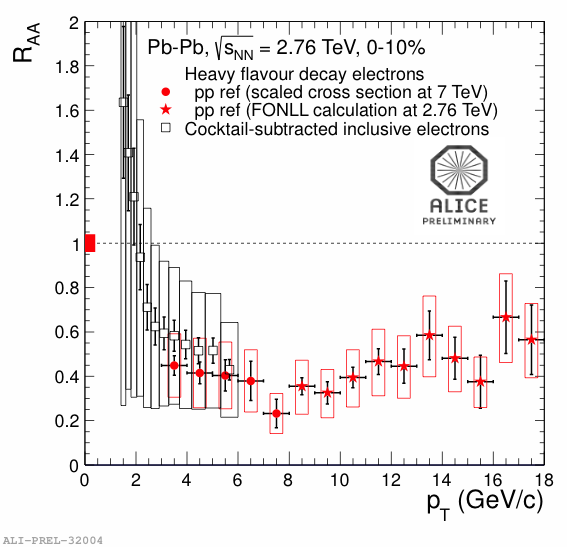 R_AA
Pb-Pb, √s_NN = 2.76 TeV, 0-10%
Heavy flavour decay electrons
pp ref (scaled cross section at 7 TeV)
pp ref (FONLL calculation at 2.76 TeV)
Cocktail-subtracted inclusive electrons
ALICE
PRELIMINARY
2
1.8
1.6
1.4
1.2
1
0.8
0.6
0.4
0.2
0
0 2 4 6 8 10 12 14 16 18
p_T (GeV/c)
ALI-PREL-32004